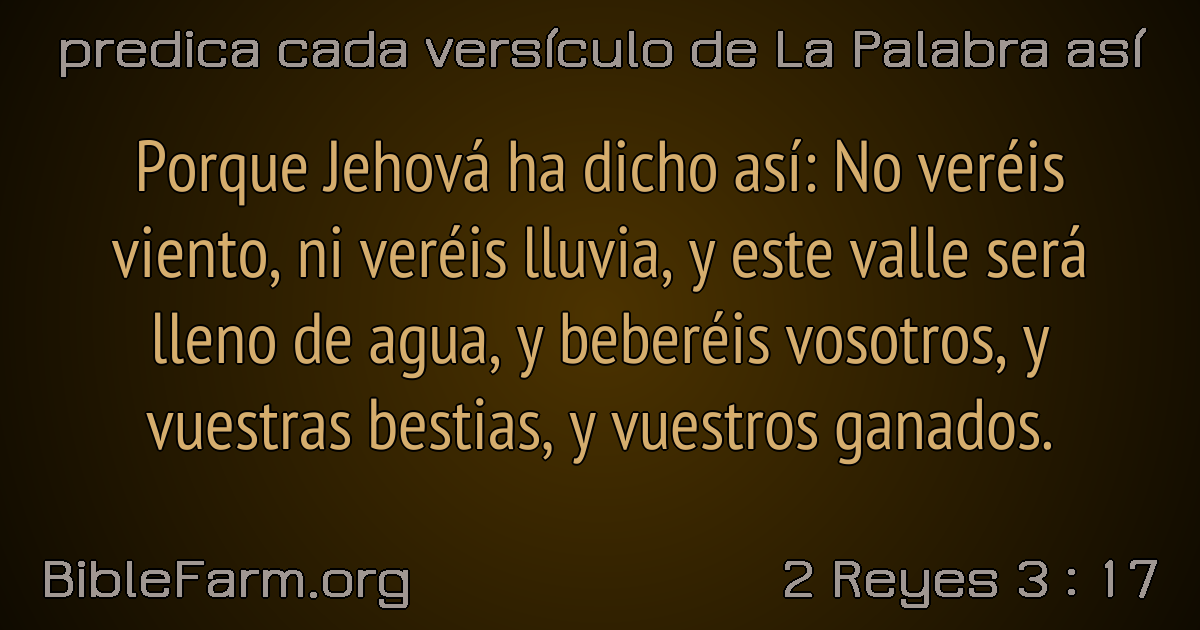 predica cada versículo de La Palabra así
Porque Jehová ha dicho así: No veréis
viento, ni veréis lluvia, y este valle será
lleno de agua, y beberéis vosotros, y
vuestras bestias, y vuestros ganados.
BibleFarm.org
2 Reyes 3 : 17